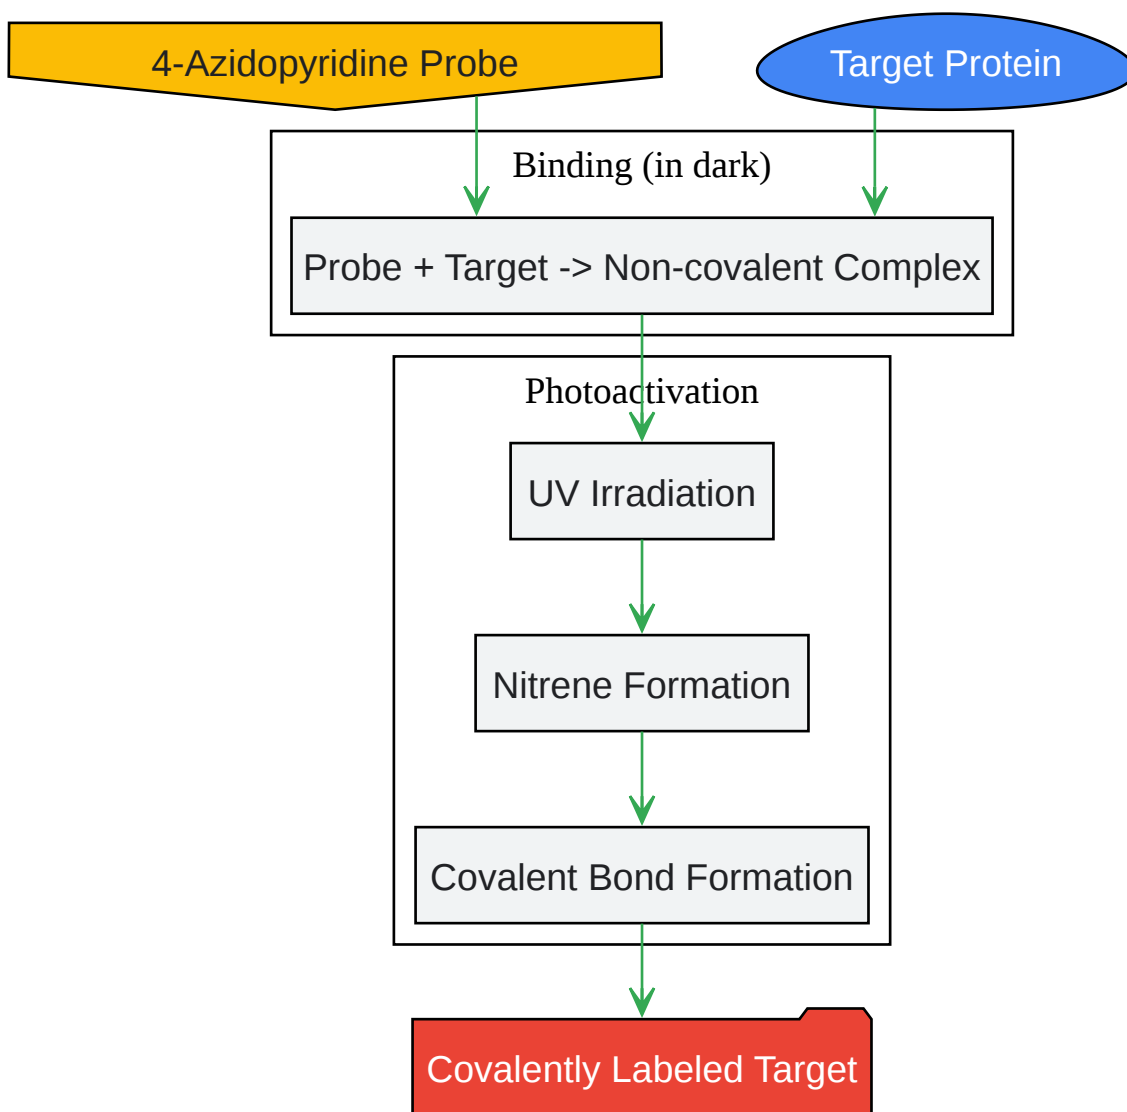 4-Azidopyridine Probe
Target Protein
Binding (in dark)
Probe + Target -> Non-covalent Complex
Photoactivation
UV Irradiation
Nitrene Formation
Covalent Bond Formation
Covalently Labeled Target